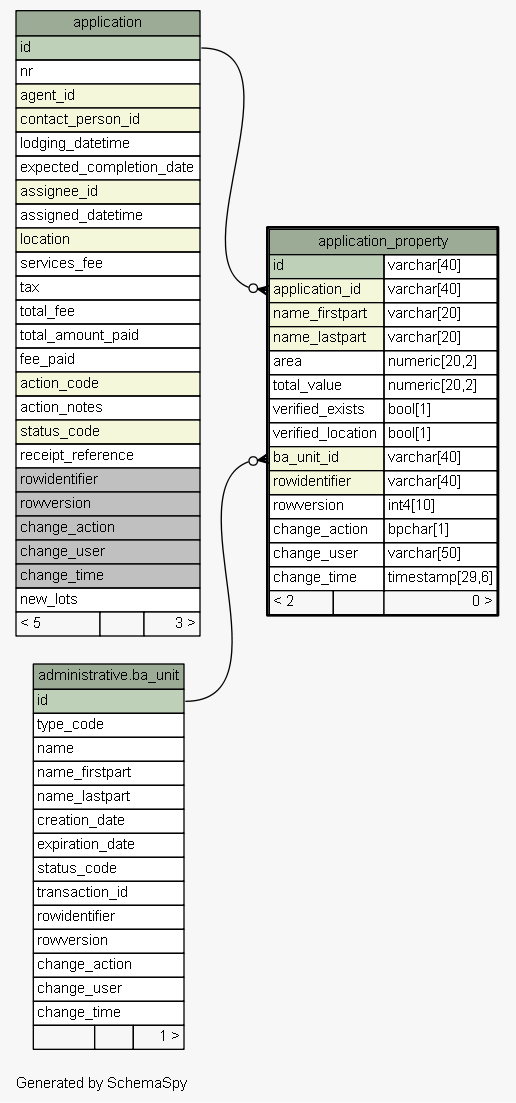 application
id
nr
agent_id
contact_person_id
lodging_datetime
expected_completion_date
assignee_id
assigned_datetime
location
services_fee
tax
total_fee
total_amount_paid
fee_paid
action_code
action_notes
status_code
receipt_reference
rowidentifier
rowversion
change_action
change_user
change_time
new_lots
< 5 3 >
application_property
id varchar[40]
application_id varchar[40]
name_firstpart varchar[20]
name_lastpart varchar[20]
area numeric[20,2]
total_value numeric[20,2]
verified_exists bool[1]
verified_location bool[1]
ba_unit_id varchar[40]
rowidentifier varchar[40]
rowversion int4[10]
change_action bpchar[1]
change_user varchar[50]
change_time timestamp[29,6]
< 2 0 >
administrative.ba_unit
id
type_code
name
name_firstpart
name_lastpart
creation_date
expiration_date
status_code
transaction_id
rowidentifier
rowversion
change_action
change_user
change_time
1 >
Generated by SchemaSpy